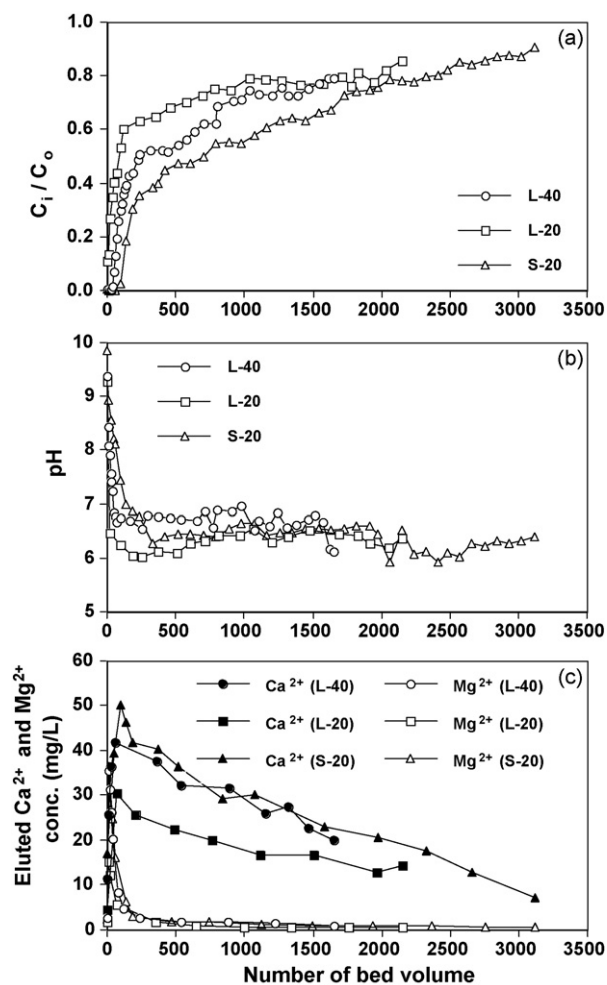 1.0
(a)
0.8
0.6
0.4
0.2
0.0
C_i / C_o
L-40
L-20
S-20
0 500 1000 1500 2000 2500 3000 3500
10
(b)
9
8
7
6
5
pH
L-40
L-20
S-20
0 500 1000 1500 2000 2500 3000 3500
60
(c)
50
40
30
20
10
0
Eluted Ca²⁺ and Mg²⁺
conc. (mg/L)
Ca²⁺ (L-40) Mg²⁺ (L-40)
Ca²⁺ (L-20) Mg²⁺ (L-20)
Ca²⁺ (S-20) Mg²⁺ (S-20)
0 500 1000 1500 2000 2500 3000 3500
Number of bed volume